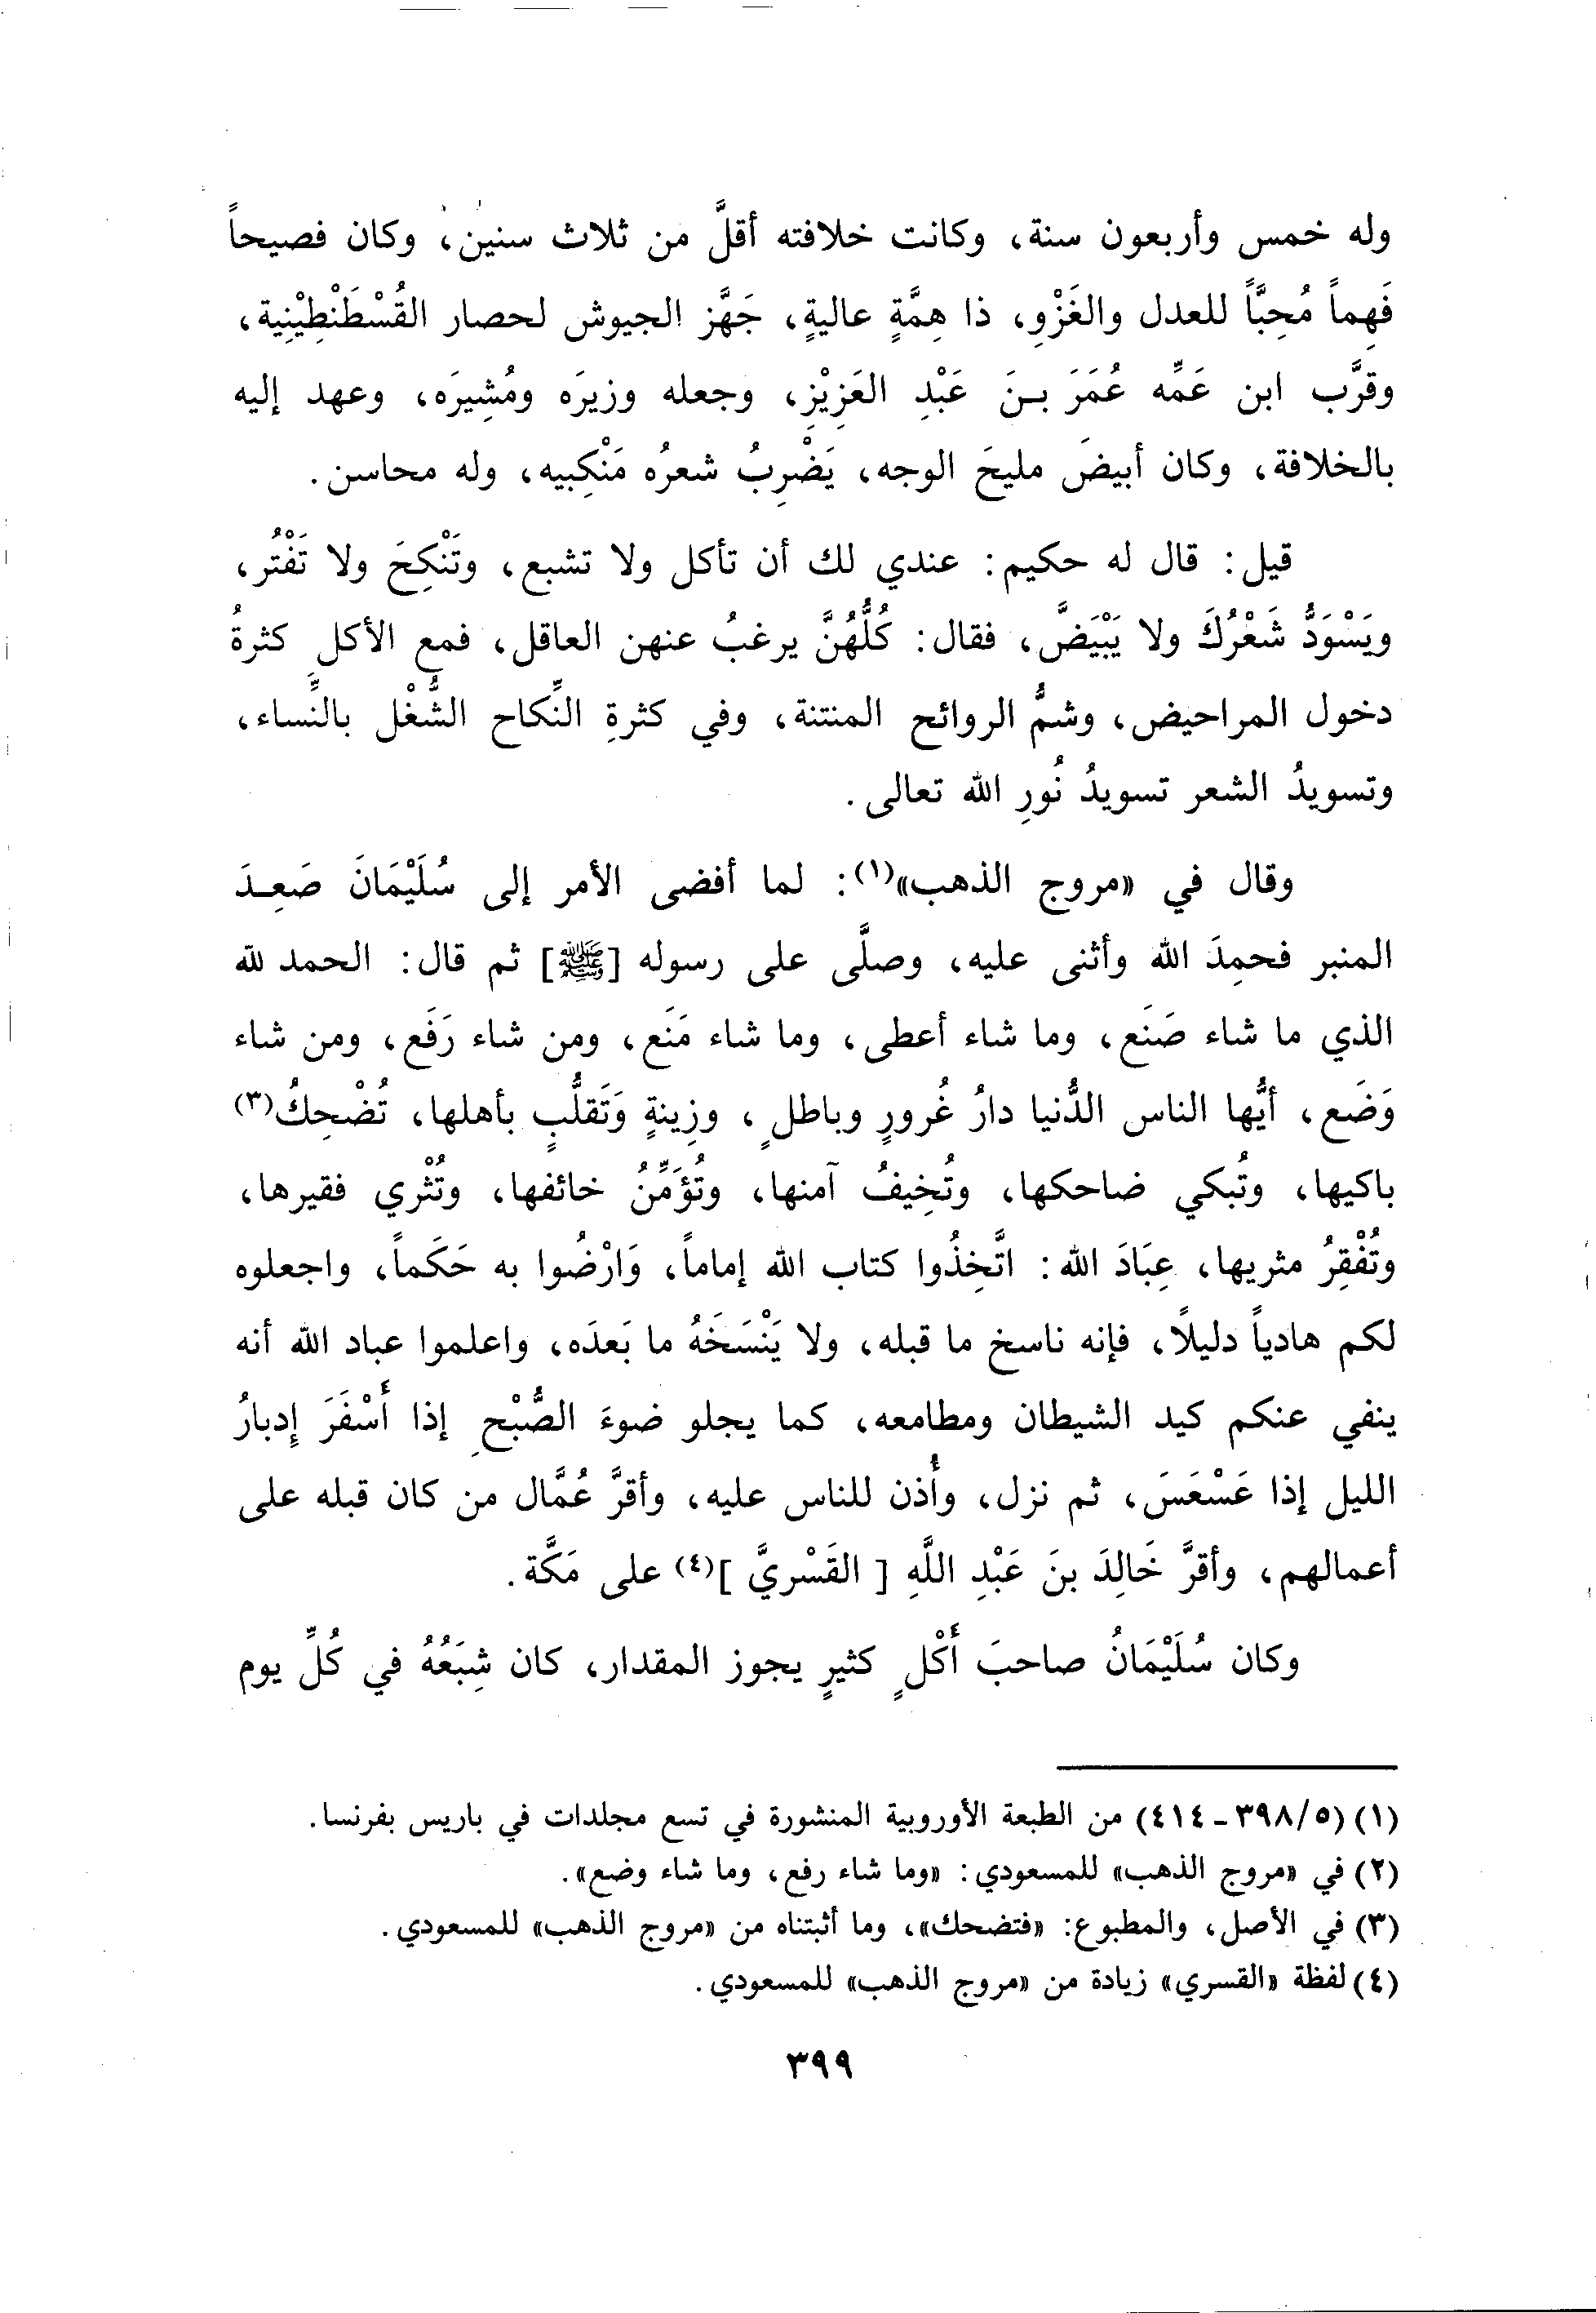 وله خمس وأربعون سنة، وكانت خلافته أقلَّ من ثلاث سنين، وكان فصيحاً
فَهِماً مُحِبَّاً للعدل والغَزْوِ، ذا هِمَّةٍ عاليةٍ، جَهَّز الجيوش لحصار القُسْطَنْطِيْنِية،
وقرَّب ابن عَمِّه عُمَرَ بـنَ عَبْدِ العَزِيْزِ، وجعله وزيرَه ومُشِيرَه، وعهد إليه
بالخلافة، وكان أبيضَ مليحَ الوجه، يَضْرِبُ شعرُه مَنْكِبيه، وله محاسن.
قيل: قال له حكيم: عندي لك أن تأكل ولا تشبع، وتَنْكِحَ ولا تَفْتُر،
ويَسْوَدُّ شَعْرُكَ ولا يَبْيَضَّ، فقال: كُلُّهُنَّ يرغبُ عنهن العاقل، فمع الأكلِ كثرةُ
دخول المراحيض، وشمُّ الروائح المنتنة، وفي كثرةِ النِّكاح الشُّغْل بالنِّساء،
وتسويدُ الشعر تسويدُ نُورِ الله تعالى.
وقال في «مروج الذهب»(١): لما أفضى الأمر إلى سُلَيْمَانَ صَعِـدَ
المنبر فحمِدَ الله وأثنى عليه، وصلَّى على رسوله [ﷺ] ثم قال: الحمد لله
الذي ما شاء صَنَع، وما شاء أعطى، وما شاء مَنَع، ومن شاء رَفَع، ومن شاء
وَضَع، أيُّها الناس الدُّنيا دارُ غُرورٍ وباطلٍ، وزِينةٍ وَتَقلُّبٍ بأهلها، تُضْحِكُ(٣)
باكيها، وتُبكي ضاحكها، وتُخِيفُ آمنها، وتُؤَمِّنُ خائفها، وتُثْري فقيرها،
وتُفْقِرُ مثريها، عِبَادَ الله: اتَّخِذُوا كتاب الله إماماً، وَارْضُوا به حَكَماً، واجعلوه
لكم هادياً دليلاً، فإنه ناسخ ما قبله، ولا يَنْسَخَهُ ما بَعدَه، واعلموا عباد الله أنه
ينفي عنكم كيد الشيطان ومطامعه، كما يجلو ضوءَ الصُّبْحِ إذا أَسْفَرَ إدبارُ
الليل إذا عَسْعَسَ، ثم نزل، وأُذن للناس عليه، وأقرَّ عُمَّال من كان قبله على
أعمالهم، وأقرَّ خَالِدَ بنَ عَبْدِ اللَّهِ [ القَسْريَّ ](٤) على مَكَّة.
وكان سُلَيْمَانُ صاحبَ أَكْلٍ كثيرٍ يجوز المقدار، كان شِبَعُهُ في كُلِّ يوم
(١) (٥/٣٩٨ - ٤١٤) من الطبعة الأوروبية المنشورة في تسع مجلدات في باريس بفرنسا.
(٢) في «مروج الذهب» للمسعودي: «وما شاء رفع، وما شاء وضع».
(٣) في الأصل، والمطبوع: «فتضحك»، وما أثبتناه من «مروج الذهب» للمسعودي.
(٤) لفظة «القسري» زيادة من «مروج الذهب» للمسعودي.
٣٩٩